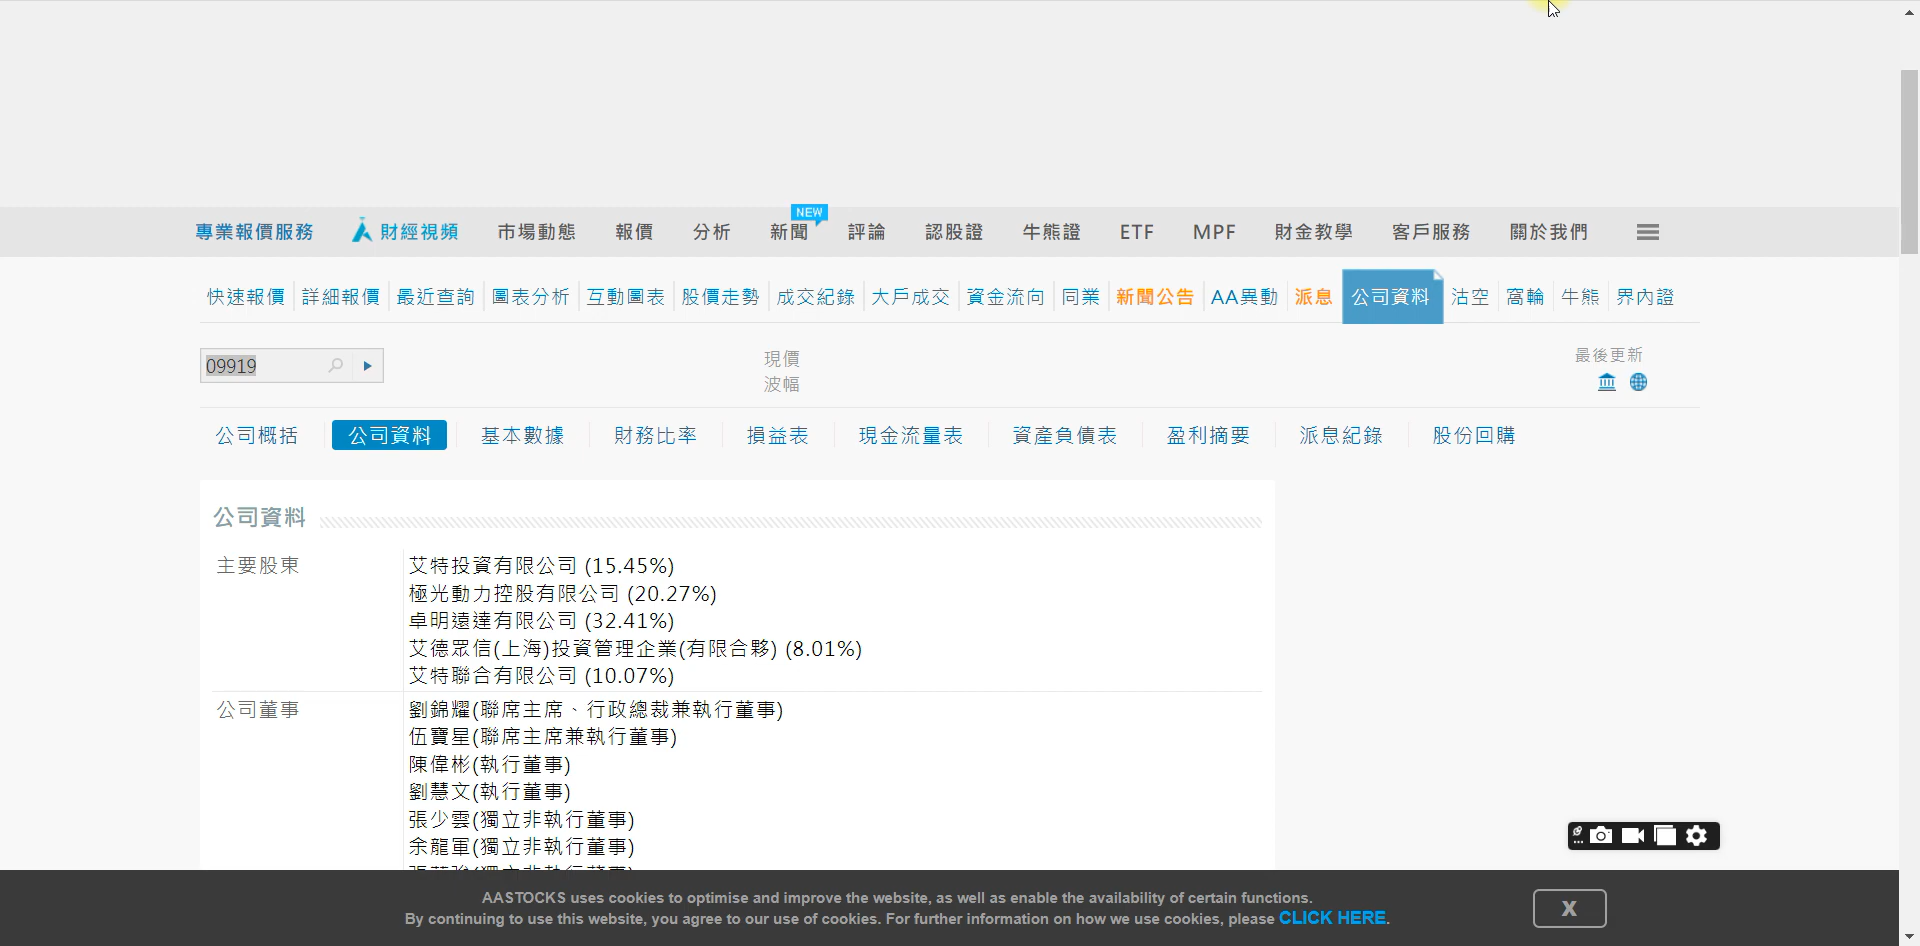 專業報價服務 財經視頻 市場動態 報價 分析 新聞 NEW 評論 認股證 牛熊證 ETF MPF 財金教學 客戶服務 關於我們
快速報價 詳細報價 最近查詢 圖表分析 互動圖表 股價走勢 成交紀錄 大戶成交 資金流向 同業 新聞公告 AA異動 派息 公司資料 沽空 窩輪 牛熊 界內證
09919
現價
波幅
最後更新
公司概括 公司資料 基本數據 財務比率 損益表 現金流量表 資產負債表 盈利摘要 派息紀錄 股份回購
公司資料
主要股東
艾特投資有限公司 (15.45%)
極光動力控股有限公司 (20.27%)
卓明遠達有限公司 (32.41%)
艾德眾信(上海)投資管理企業(有限合夥) (8.01%)
艾特聯合有限公司 (10.07%)
公司董事
劉錦耀(聯席主席、行政總裁兼執行董事)
伍寶星(聯席主席兼執行董事)
陳偉彬(執行董事)
劉慧文(執行董事)
張少雲(獨立非執行董事)
余龍軍(獨立非執行董事)
AASTOCKS uses cookies to optimise and improve the website, as well as enable the availability of certain functions.
By continuing to use this website, you agree to our use of cookies. For further information on how we use cookies, please CLICK HERE.
X